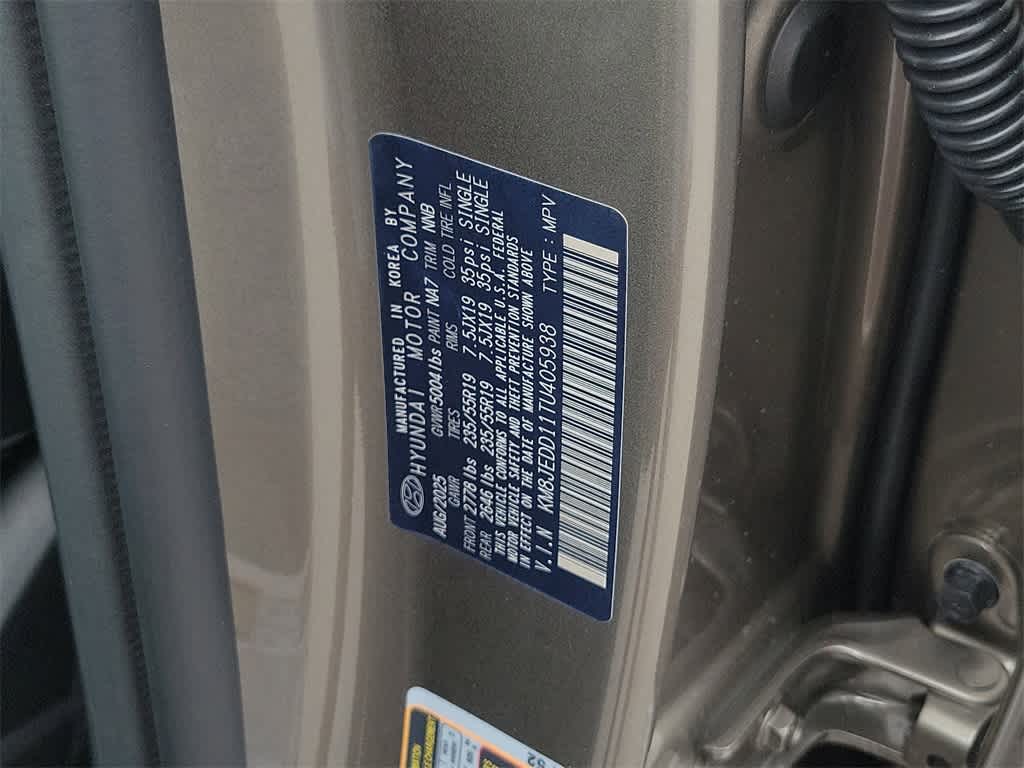 MANUFACTURED IN KOREA BY
HYUNDAI MOTOR COMPANY
AUG/2025 GVWR 5004 lbs PAINT NA7 TRIM NNB
GAWR TIRES RIMS COLD TIRE INFL
FRONT 2778 lbs 235/55R19 7.5JX19 35psi SINGLE
REAR 2646 lbs 235/55R19 7.5JX19 35psi SINGLE
THIS VEHICLE CONFORMS TO ALL APPLICABLE U.S.A. FEDERAL
MOTOR VEHICLE SAFETY AND THEFT PREVENTION STANDARDS
IN EFFECT ON THE DATE OF MANUFACTURE SHOWN ABOVE
V.I.N KM8JEDD11TU405938 TYPE : MPV
52